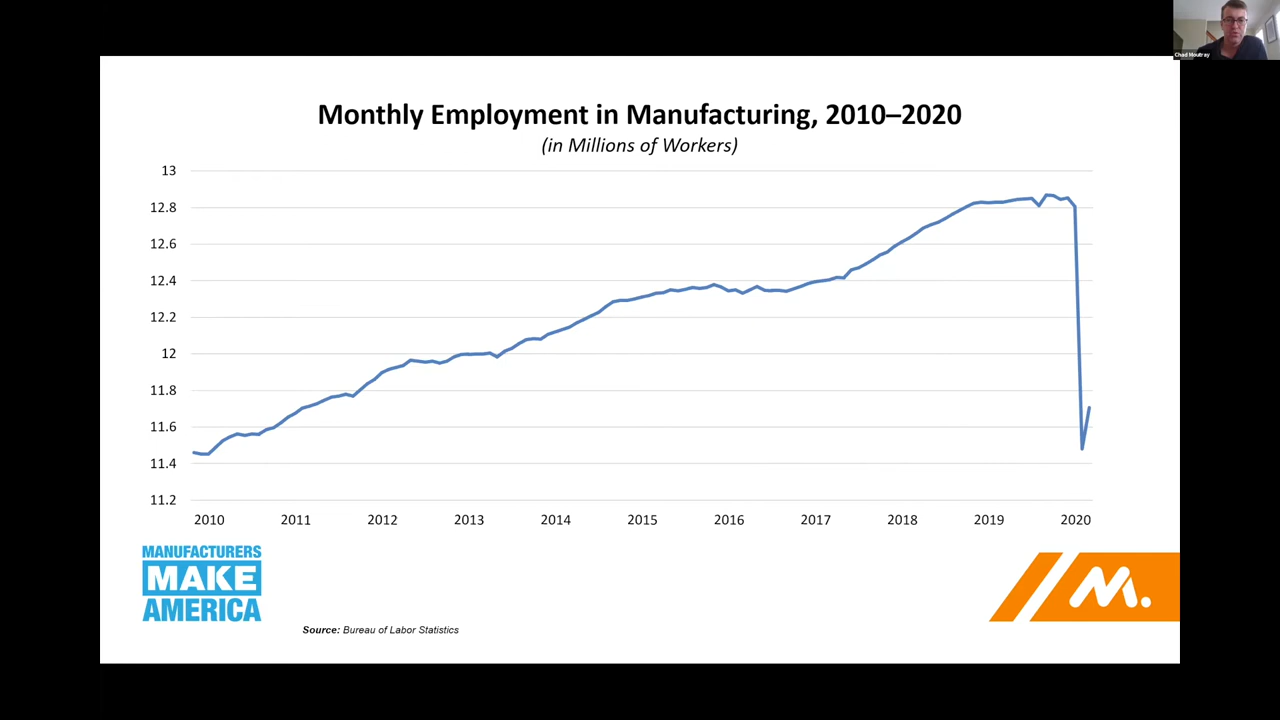 Chad Moutray
Monthly Employment in Manufacturing, 2010–2020
(in Millions of Workers)
13
12.8
12.6
12.4
12.2
12
11.8
11.6
11.4
11.2
2010 2011 2012 2013 2014 2015 2016 2017 2018 2019 2020
MANUFACTURERS
MAKE
AMERICA
M.
Source: Bureau of Labor Statistics